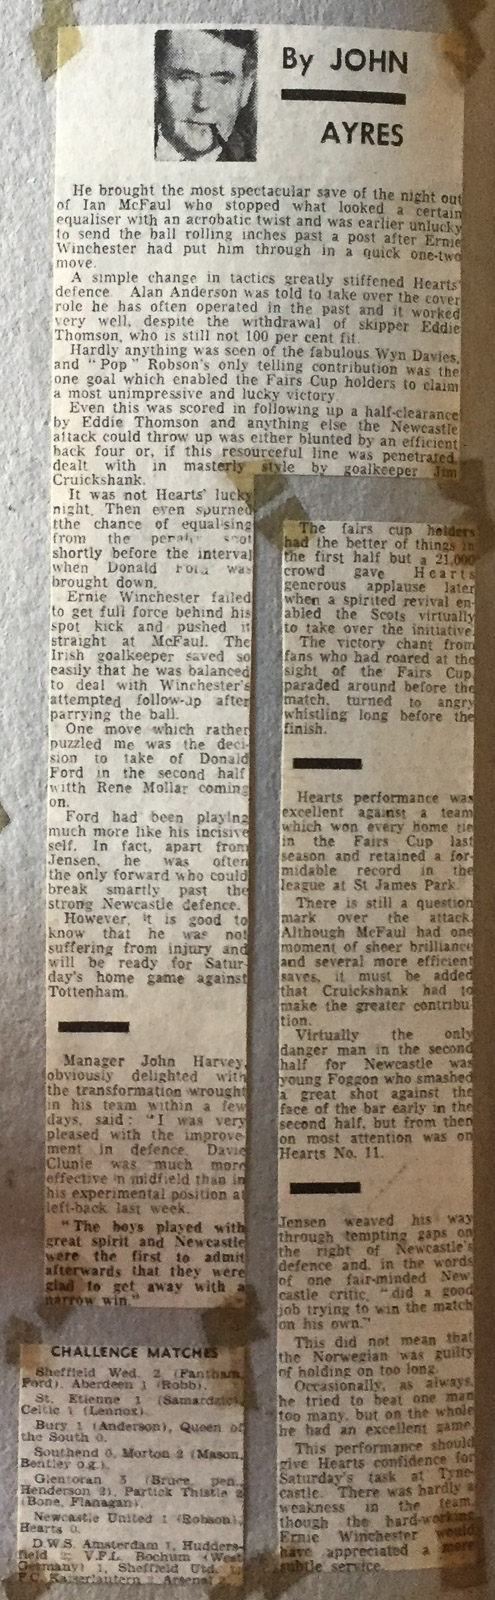 By JOHN
AYRES
He brought the most spectacular save of the night out
of Ian McFaul who stopped what looked a certain
equaliser with an acrobatic twist and was earlier unlucky
to send the ball rolling inches past a post after Ernie
Winchester had put him through in a quick one-two
move.
A simple change in tactics greatly stiffened Hearts'
defence. Alan Anderson was told to take over the cover
role he has often operated in the past and it worked
very well, despite the withdrawal of skipper Eddie
Thomson, who is still not 100 per cent fit.
Hardly anything was seen of the fabulous Wyn Davies,
and "Pop" Robson's only telling contribution was the
one goal which enabled the Fairs Cup holders to claim
a most unimpressive and lucky victory.
Even this was scored in following up a half-clearance
by Eddie Thomson and anything else the Newcastle
attack could throw up was either blunted by an efficient
back four or, if this resourceful line was penetrated,
dealt with in masterly style by goalkeeper Jim
Cruickshank.
It was not Hearts' lucky
night. Then even spurned
tthe chance of equalsing
from the
shortly before the interval
when Donald was
brought down.
Ernie Winchester failed
to get full force behind his
spot kick and pushed it
straight at McFaul. The
Irish goalkeeper saved so
easily that he was balanced
to deal with Winchester's
attempted follow-up after
parrying the ball.
One move which rather
puzzled me was the deci-
sion to take of Donald
Ford in the second half
witth Rene Mollar coming
on.
Ford had been playing
much more like his incisive
self. In fact, apart from
Jensen, he was often
the only forward who could
break smartly past the
strong Newcastle defence.
However, it is good to
know that he was not
suffering from injury and
will be ready for Satur-
day's home game against
Tottenham.
Manager John Harvey,
obviously delighted with
the transformation wrought
in his team within a few
days, said: "I was very
pleased with the improve-
ment in defence. Davie
Clunie was much more
effective in midfield than in
his experimental position at
left-back last week.
"The boys played with
great spirit and Newcastle
were the first to admit
afterwards that they were
glad to get away with a
narrow win."
CHALLENGE MATCHES
Sheffield Wed. 2 (Fantham,
Ford), Aberdeen 1 (Robb).
St. Etienne 1
Celtic 1 (Lennox).
Bury 1 (Anderson), Queen of
the South 0.
Southend 0, Morton 2 (Mason,
Bentley o.g.).
Glentoran 3 (Bruce pen.,
Henderson 2), Partick Thistle 2
(Bone, Flanagan).
Newcastle United 1 (Robson),
Hearts 0.
D.W.S. Amsterdam 1, Hudders-
field 2; V.F.L. Bochum (West
Germany) 1, Sheffield Utd.
F.C. Kaiserlautern Arsenal
The fairs cup holders
had the better of things in
the first half but a 21,000
crowd gave Hearts
generous applause later
when a spirited revival en-
abled the Scots virtually
to take over the initiative.
The victory chant from
fans who had roared at the
sight of the Fairs Cup,
paraded around before the
match, turned to angry
whistling long before the
finish.
Hearts performance was
excellent against a team
which won every home tie
in the Fairs Cup last
season and retained a for-
midable record in the
league at St James Park.
There is still a question
mark over the attack.
Although McFaul had one
moment of sheer brilliance
and several more efficient
saves, it must be added
that Cruickshank had to
make the greater contribu-
tion.
Virtually the only
danger man in the second
half for Newcastle was
young Foggon who smashed
a great shot against the
face of the bar early in the
second half, but from then
on most attention was on
Hearts No. 11.
Jensen weaved his way
through tempting gaps on
the right of Newcastle's
defence and, in the words
of one fair-minded New-
castle critic, "did a good
job trying to win the match
on his own."
This did not mean that
the Norwegian was guilty
of holding on too long.
Occasionally, as always,
he tried to beat one man
too many, but on the whole
he had an excellent game.
This performance should
give Hearts confidence for
Saturday's task at Tyne-
castle. There was hardly a
weakness in the team,
though the hard-working
Ernie Winchester would
have appreciated a more
subtle service.